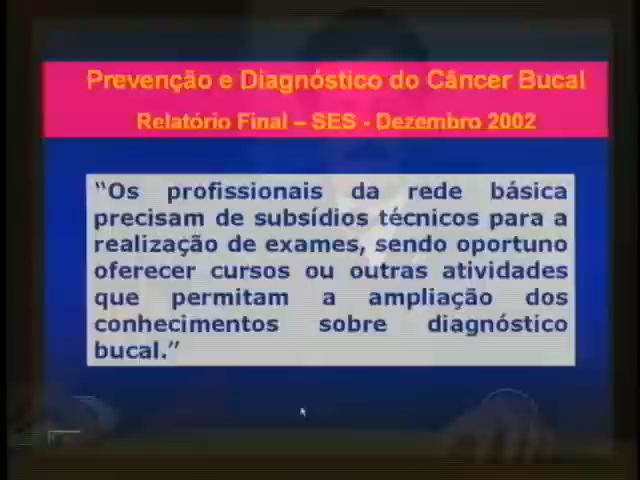 Prevenção e Diagnóstico do Câncer Bucal
Relatório Final – SES - Dezembro 2002
“Os profissionais da rede básica
precisam de subsídios técnicos para a
realização de exames, sendo oportuno
oferecer cursos ou outras atividades
que permitam a ampliação dos
conhecimentos sobre diagnóstico
bucal.”